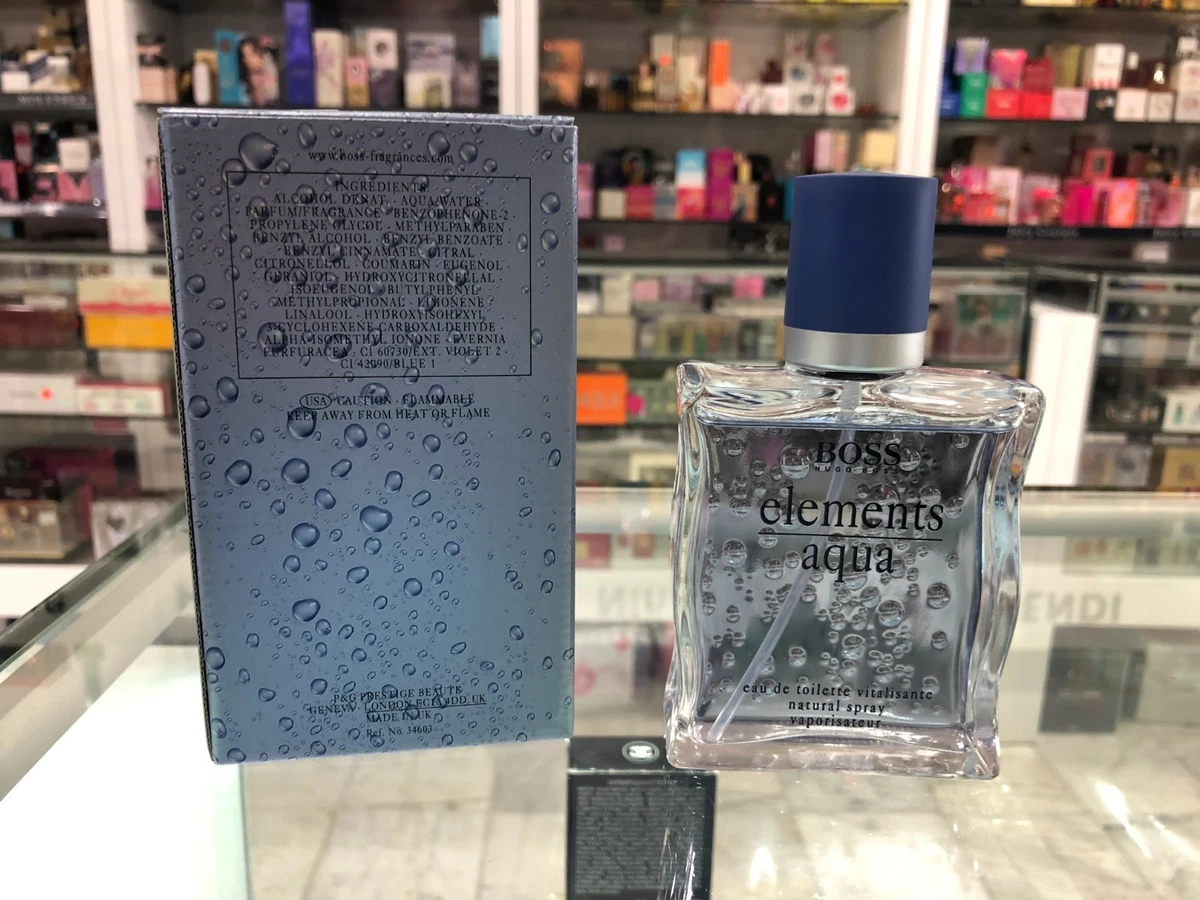 www.boss-fragrances.com
INGREDIENTS:
ALCOHOL DENAT. · AQUA/WATER ·
PARFUM/FRAGRANCE · BENZOPHENONE-2 ·
PROPYLENE GLYCOL · METHYLPARABEN ·
BENZYL ALCOHOL · BENZYL BENZOATE ·
BENZYL CINNAMATE · CITRAL ·
CITRONELLOL · COUMARIN · EUGENOL ·
GERANIOL · HYDROXYCITRONELLAL ·
ISOEUGENOL · BUTYLPHENYL
METHYLPROPIONAL · LIMONENE ·
LINALOOL · HYDROXYISOHEXYL
3-CYCLOHEXENE CARBOXALDEHYDE ·
ALPHA-ISOMETHYL IONONE · EVERNIA
FURFURACEA · CI 60730/EXT. VIOLET 2 ·
CI 42090/BLUE 1
(USA) CAUTION · FLAMMABLE
KEEP AWAY FROM HEAT OR FLAME
P&G PRESTIGE BEAUTE
GENEVA · LONDON EC1A 4DD, UK
MADE IN UK
Ref. No. 34603
BOSS
HUGO BOSS
elements
aqua
eau de toilette vitalisante
natural spray
vaporisateur